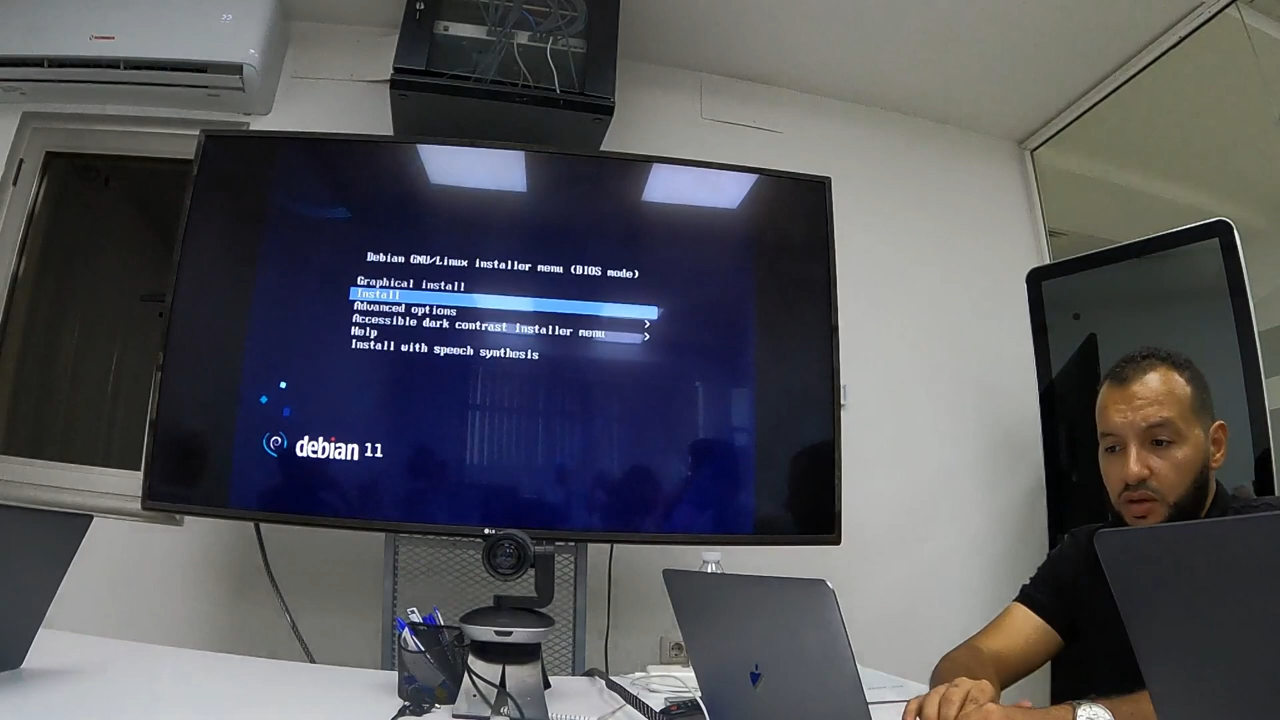 Debian GNU/Linux installer menu (BIOS mode)
Graphical install
Install
Advanced options >
Accessible dark contrast installer menu >
Help
Install with speech synthesis
debian 11
LG